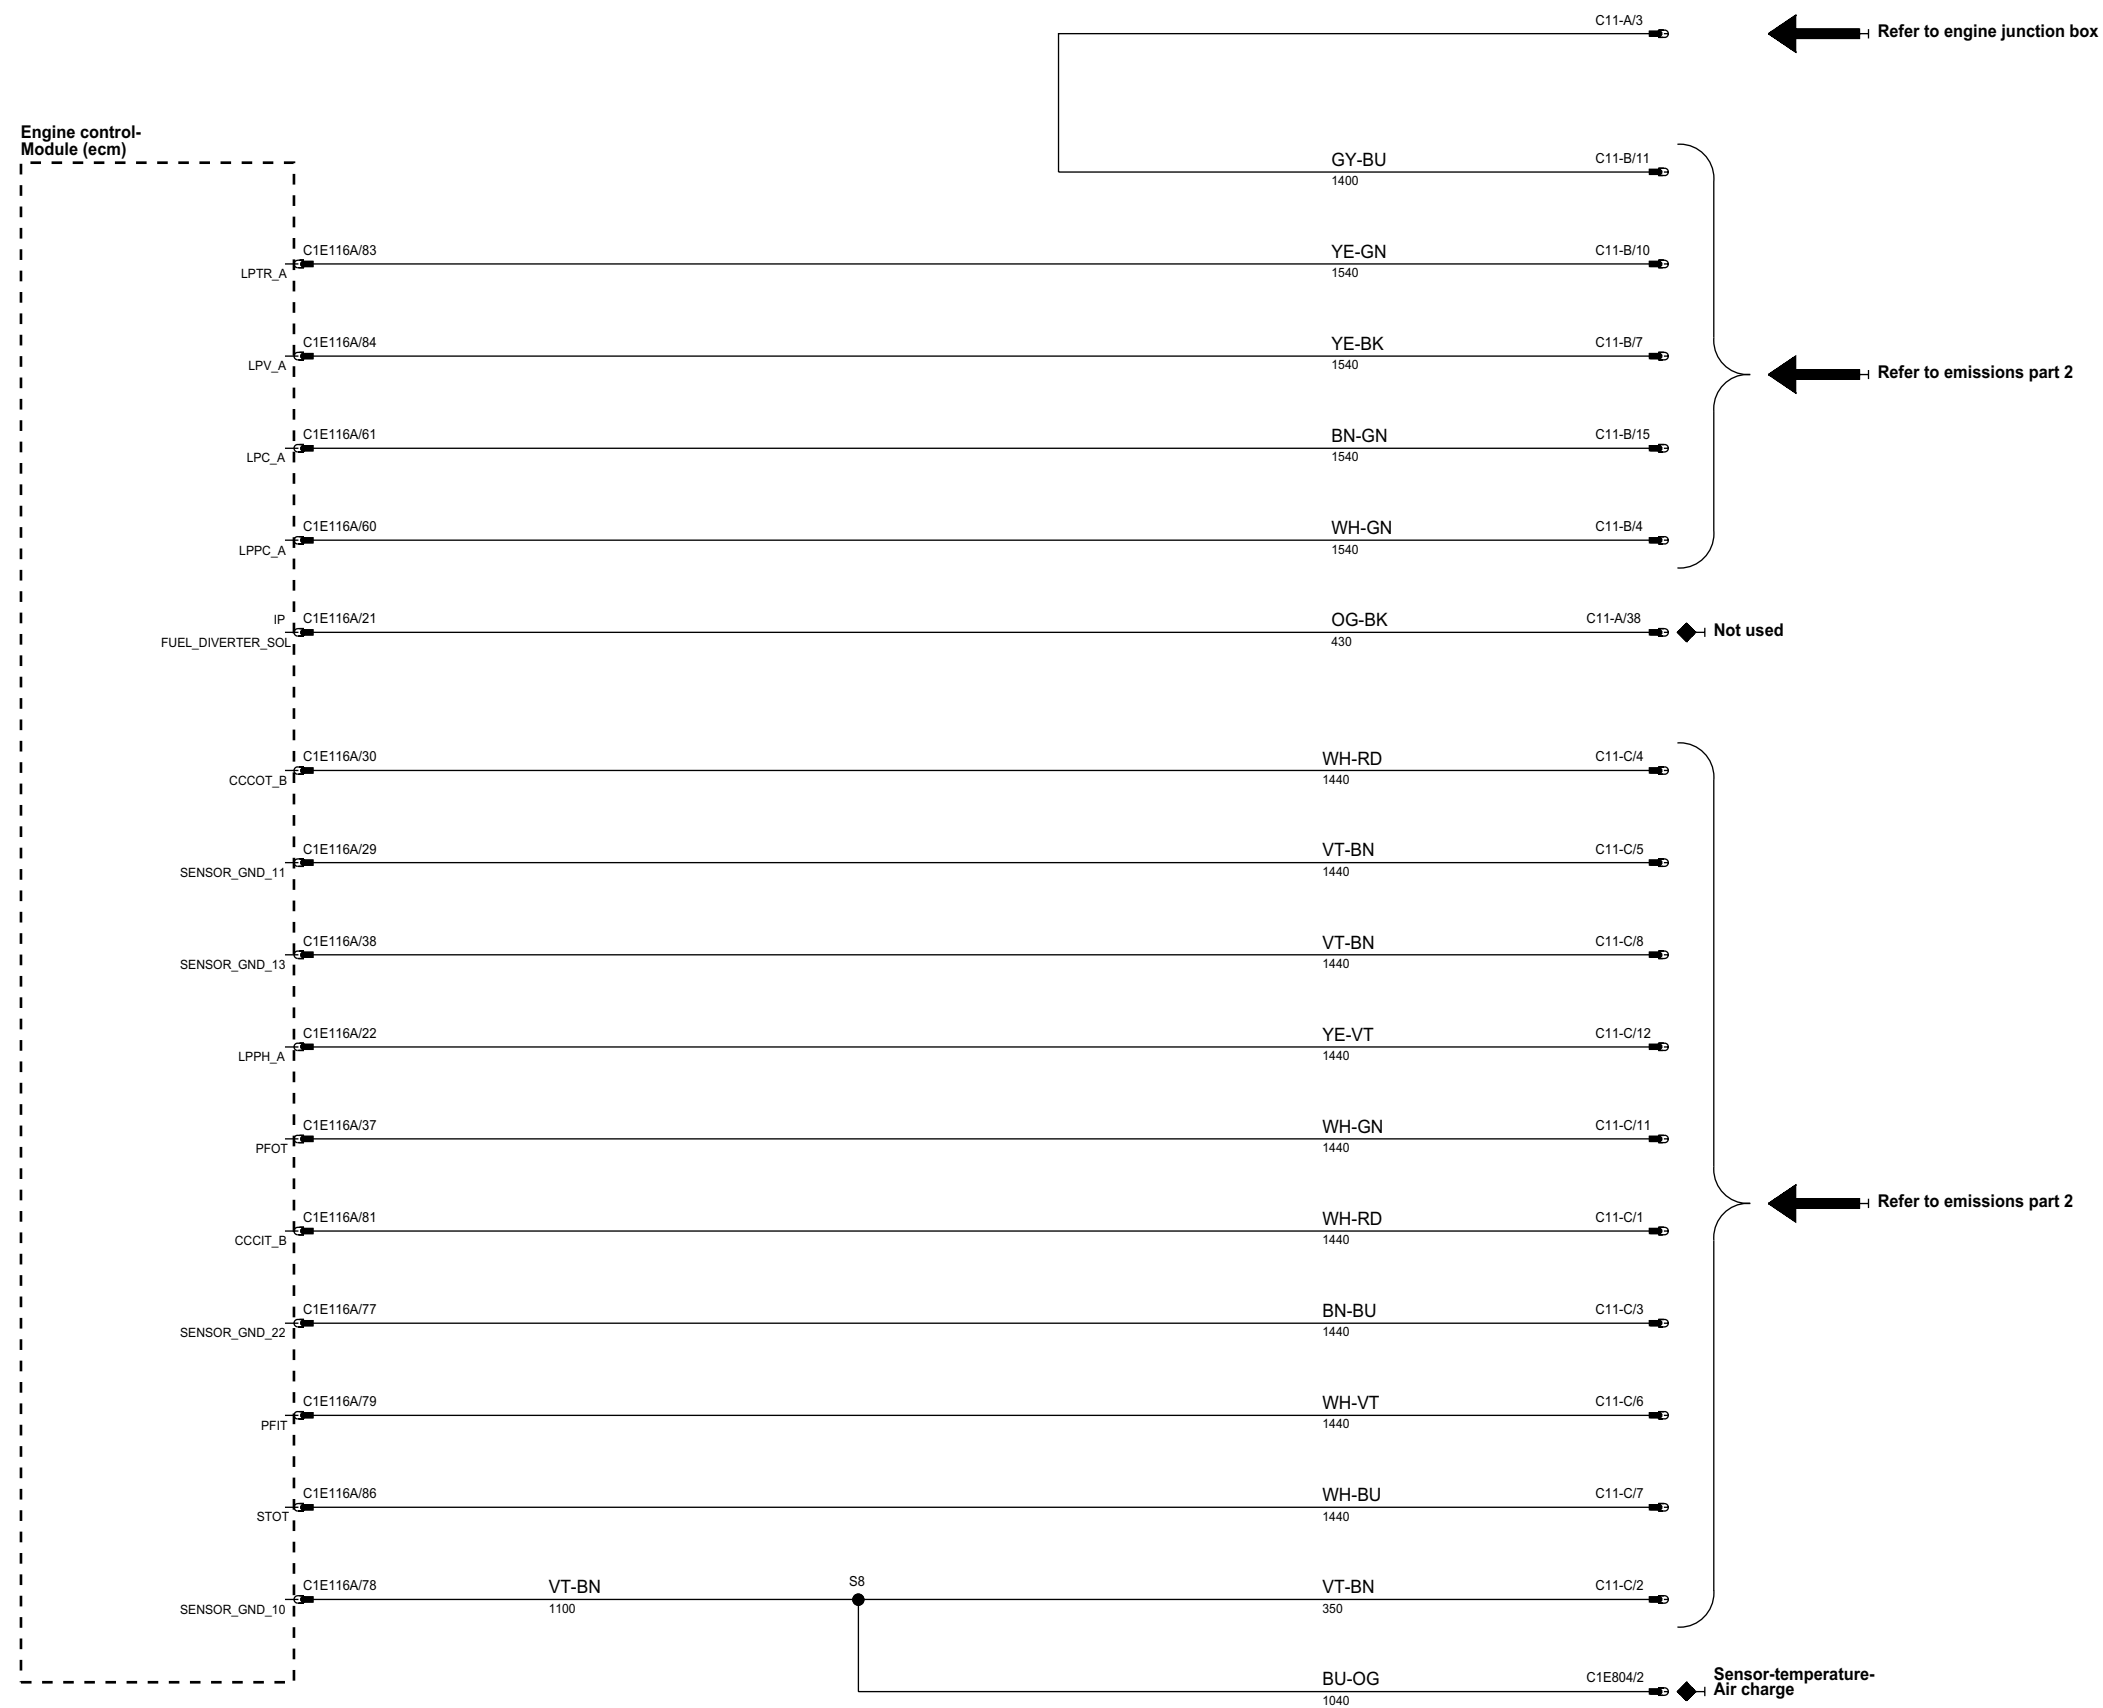 C11-A/3
Refer to engine junction box
Engine control-
Module (ecm)
GY-BU
C11-B/11
1400
C1E116A/83
YE-GN
C11-B/10
LPTR_A
1540
C1E116A/84
YE-BK
C11-B/7
LPV_A
1540
Refer to emissions part 2
C1E116A/61
BN-GN
C11-B/15
LPC_A
1540
C1E116A/60
WH-GN
C11-B/4
LPPC_A
1540
IP
C1E116A/21
OG-BK
C11-A/38
Not used
FUEL_DIVERTER_SOL
430
C1E116A/30
WH-RD
C11-C/4
CCCOT_B
1440
C1E116A/29
VT-BN
C11-C/5
SENSOR_GND_11
1440
C1E116A/38
VT-BN
C11-C/8
SENSOR_GND_13
1440
C1E116A/22
YE-VT
C11-C/12
LPPH_A
1440
C1E116A/37
WH-GN
C11-C/11
PFOT
1440
Refer to emissions part 2
C1E116A/81
WH-RD
C11-C/1
CCCIT_B
1440
C1E116A/77
BN-BU
C11-C/3
SENSOR_GND_22
1440
C1E116A/79
WH-VT
C11-C/6
PFIT
1440
C1E116A/86
WH-BU
C11-C/7
STOT
1440
C1E116A/78
VT-BN
S8
VT-BN
C11-C/2
SENSOR_GND_10
1100
350
BU-OG
C1E804/2
1040
Sensor-temperature-
Air charge